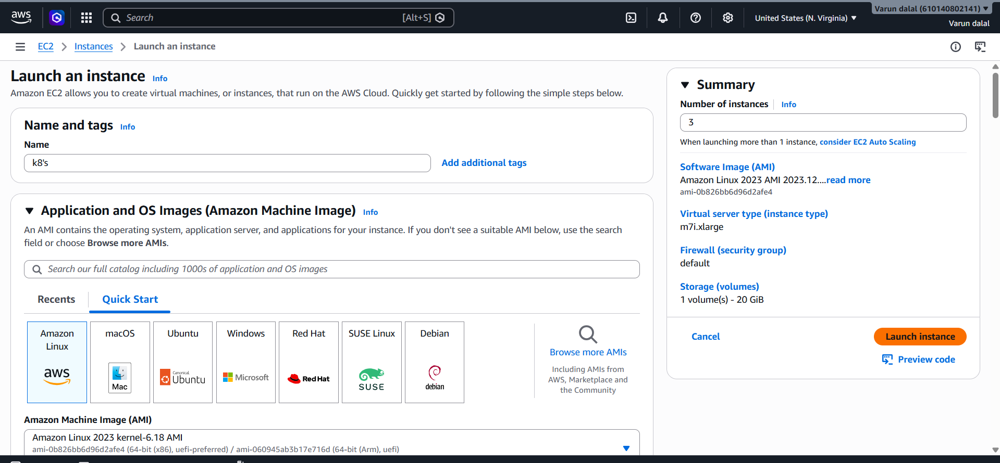 aws
Search
[Alt+S]
United States (N. Virginia) ▼
Varun dalal (610140802141) ▼
Varun dalal
EC2 > Instances > Launch an instance
Launch an instance Info
Amazon EC2 allows you to create virtual machines, or instances, that run on the AWS Cloud. Quickly get started by following the simple steps below.
Name and tags Info
Name
k8's
Add additional tags
Application and OS Images (Amazon Machine Image) Info
An AMI contains the operating system, application server, and applications for your instance. If you don't see a suitable AMI below, use the search
field or choose Browse more AMIs.
Search our full catalog including 1000s of application and OS images
Recents
Quick Start
Amazon
Linux
aws
macOS
Mac
Ubuntu
Canonical
Ubuntu
Windows
Microsoft
Red Hat
Red Hat
SUSE Linux
SUSE
Debian
debian
Browse more AMIs
Including AMIs from
AWS, Marketplace and
the Community
Amazon Machine Image (AMI)
Amazon Linux 2023 kernel-6.18 AMI
ami-0b826bb6d96d2afe4 (64-bit (x86), uefi-preferred) / ami-060945ab3b17e716d (64-bit (Arm), uefi)
Summary
Number of instances Info
3
When launching more than 1 instance, consider EC2 Auto Scaling
Software Image (AMI)
Amazon Linux 2023 AMI 2023.12....read more
ami-0b826bb6d96d2afe4
Virtual server type (instance type)
m7i.xlarge
Firewall (security group)
default
Storage (volumes)
1 volume(s) - 20 GiB
Cancel
Launch instance
Preview code